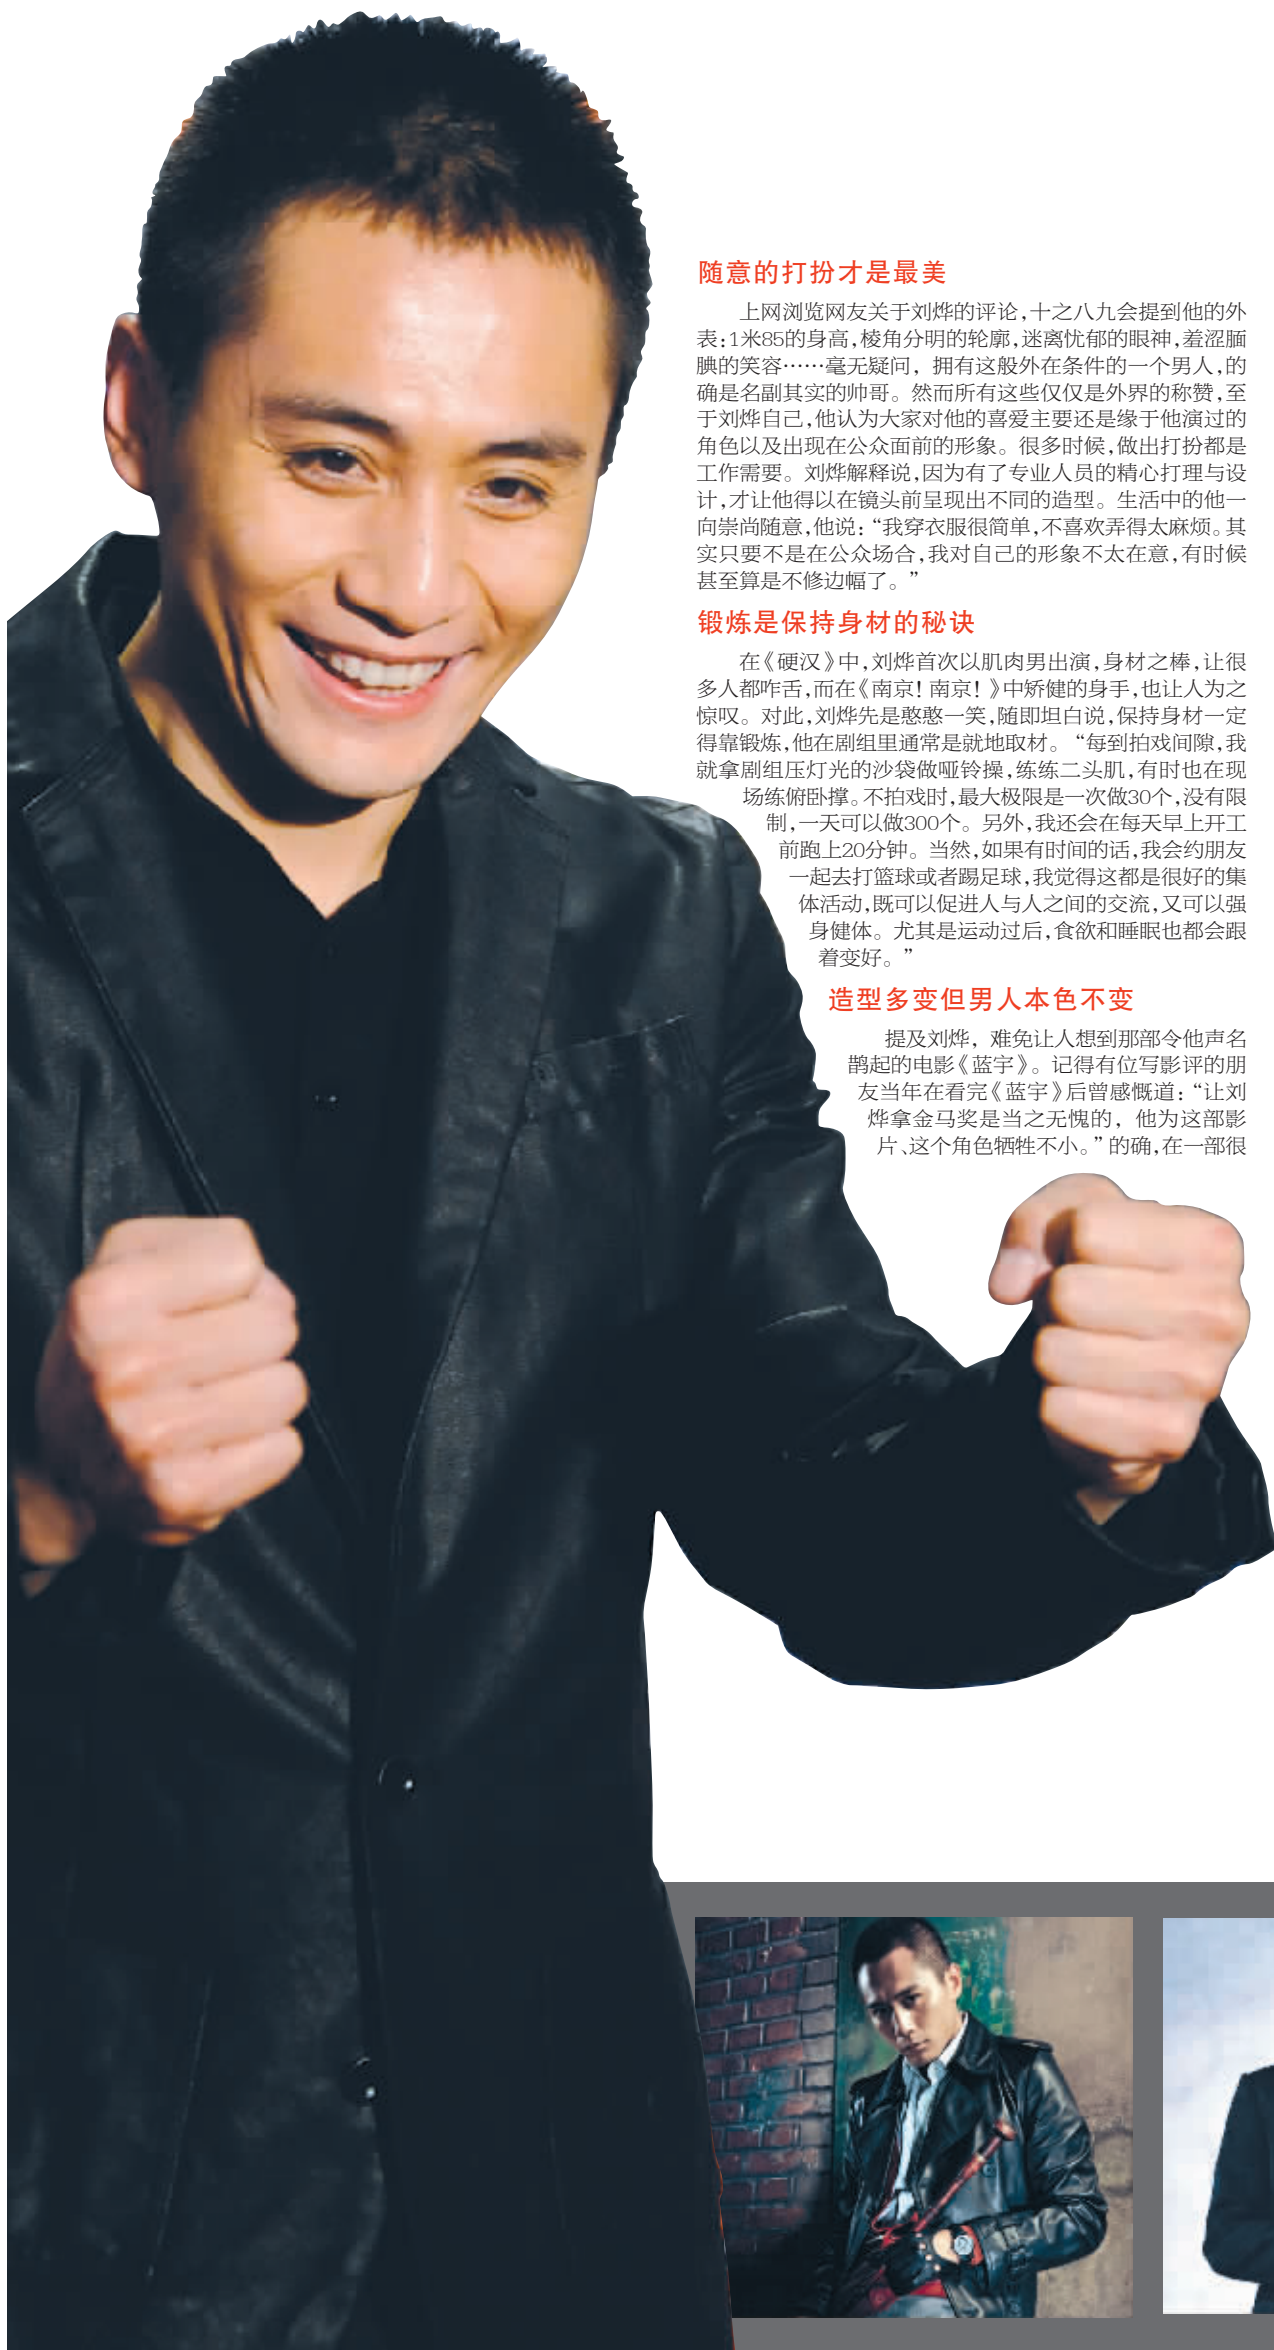 随意的打扮才是最美
上网浏览网友关于刘烨的评论,十之八九会提到他的外
表:1米85的身高,棱角分明的轮廓,迷离忧郁的眼神,羞涩腼
腆的笑容……毫无疑问，拥有这般外在条件的一个男人,的
确是名副其实的帅哥。然而所有这些仅仅是外界的称赞,至
于刘烨自己,他认为大家对他的喜爱主要还是缘于他演过的
角色以及出现在公众面前的形象。很多时候,做出打扮都是
工作需要。刘烨解释说,因为有了专业人员的精心打理与设
计,才让他得以在镜头前呈现出不同的造型。生活中的他一
向崇尚随意,他说：“我穿衣服很简单,不喜欢弄得太麻烦。其
实只要不是在公众场合,我对自己的形象不太在意,有时候
甚至算是不修边幅了。”
锻炼是保持身材的秘诀
在《硬汉》中,刘烨首次以肌肉男出演,身材之棒,让很
多人都咋舌,而在《南京！南京！》中矫健的身手,也让人为之
惊叹。对此,刘烨先是憨憨一笑,随即坦白说,保持身材一定
得靠锻炼,他在剧组里通常是就地取材。“每到拍戏间隙,我
就拿剧组压灯光的沙袋做哑铃操,练练二头肌,有时也在现
场练俯卧撑。不拍戏时,最大极限是一次做30个,没有限
制,一天可以做300个。另外,我还会在每天早上开工
前跑上20分钟。当然,如果有时间的话,我会约朋友
一起去打篮球或者踢足球,我觉得这都是很好的集
体活动,既可以促进人与人之间的交流,又可以强
身健体。尤其是运动过后,食欲和睡眠也都会跟
着变好。”
造型多变但男人本色不变
提及刘烨，难免让人想到那部令他声名
鹊起的电影《蓝宇》。记得有位写影评的朋
友当年在看完《蓝宇》后曾感慨道：“让刘
烨拿金马奖是当之无愧的，他为这部影
片、这个角色牺牲不小。”的确,在一部很